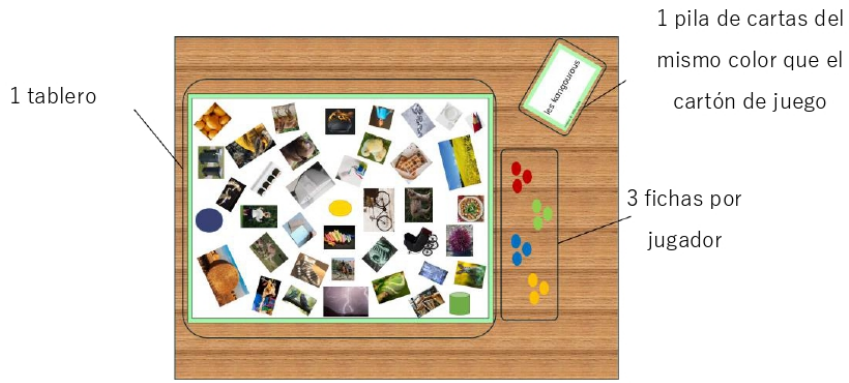 1 pila de cartas del
mismo color que el
cartón de juego
1 tablero
les kangourous
3 fichas por
jugador